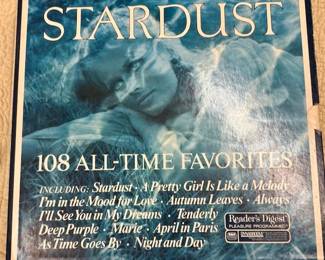 STARDUST
108 ALL-TIME FAVORITES
INCLUDING: Stardust · A Pretty Girl Is Like a Melody
I'm in the Mood for Love · Autumn Leaves · Always
I'll See You in My Dreams · Tenderly
Deep Purple · Marie · April in Paris
As Time Goes By · Night and Day
Reader's Digest
PLEASURE PROGRAMMED